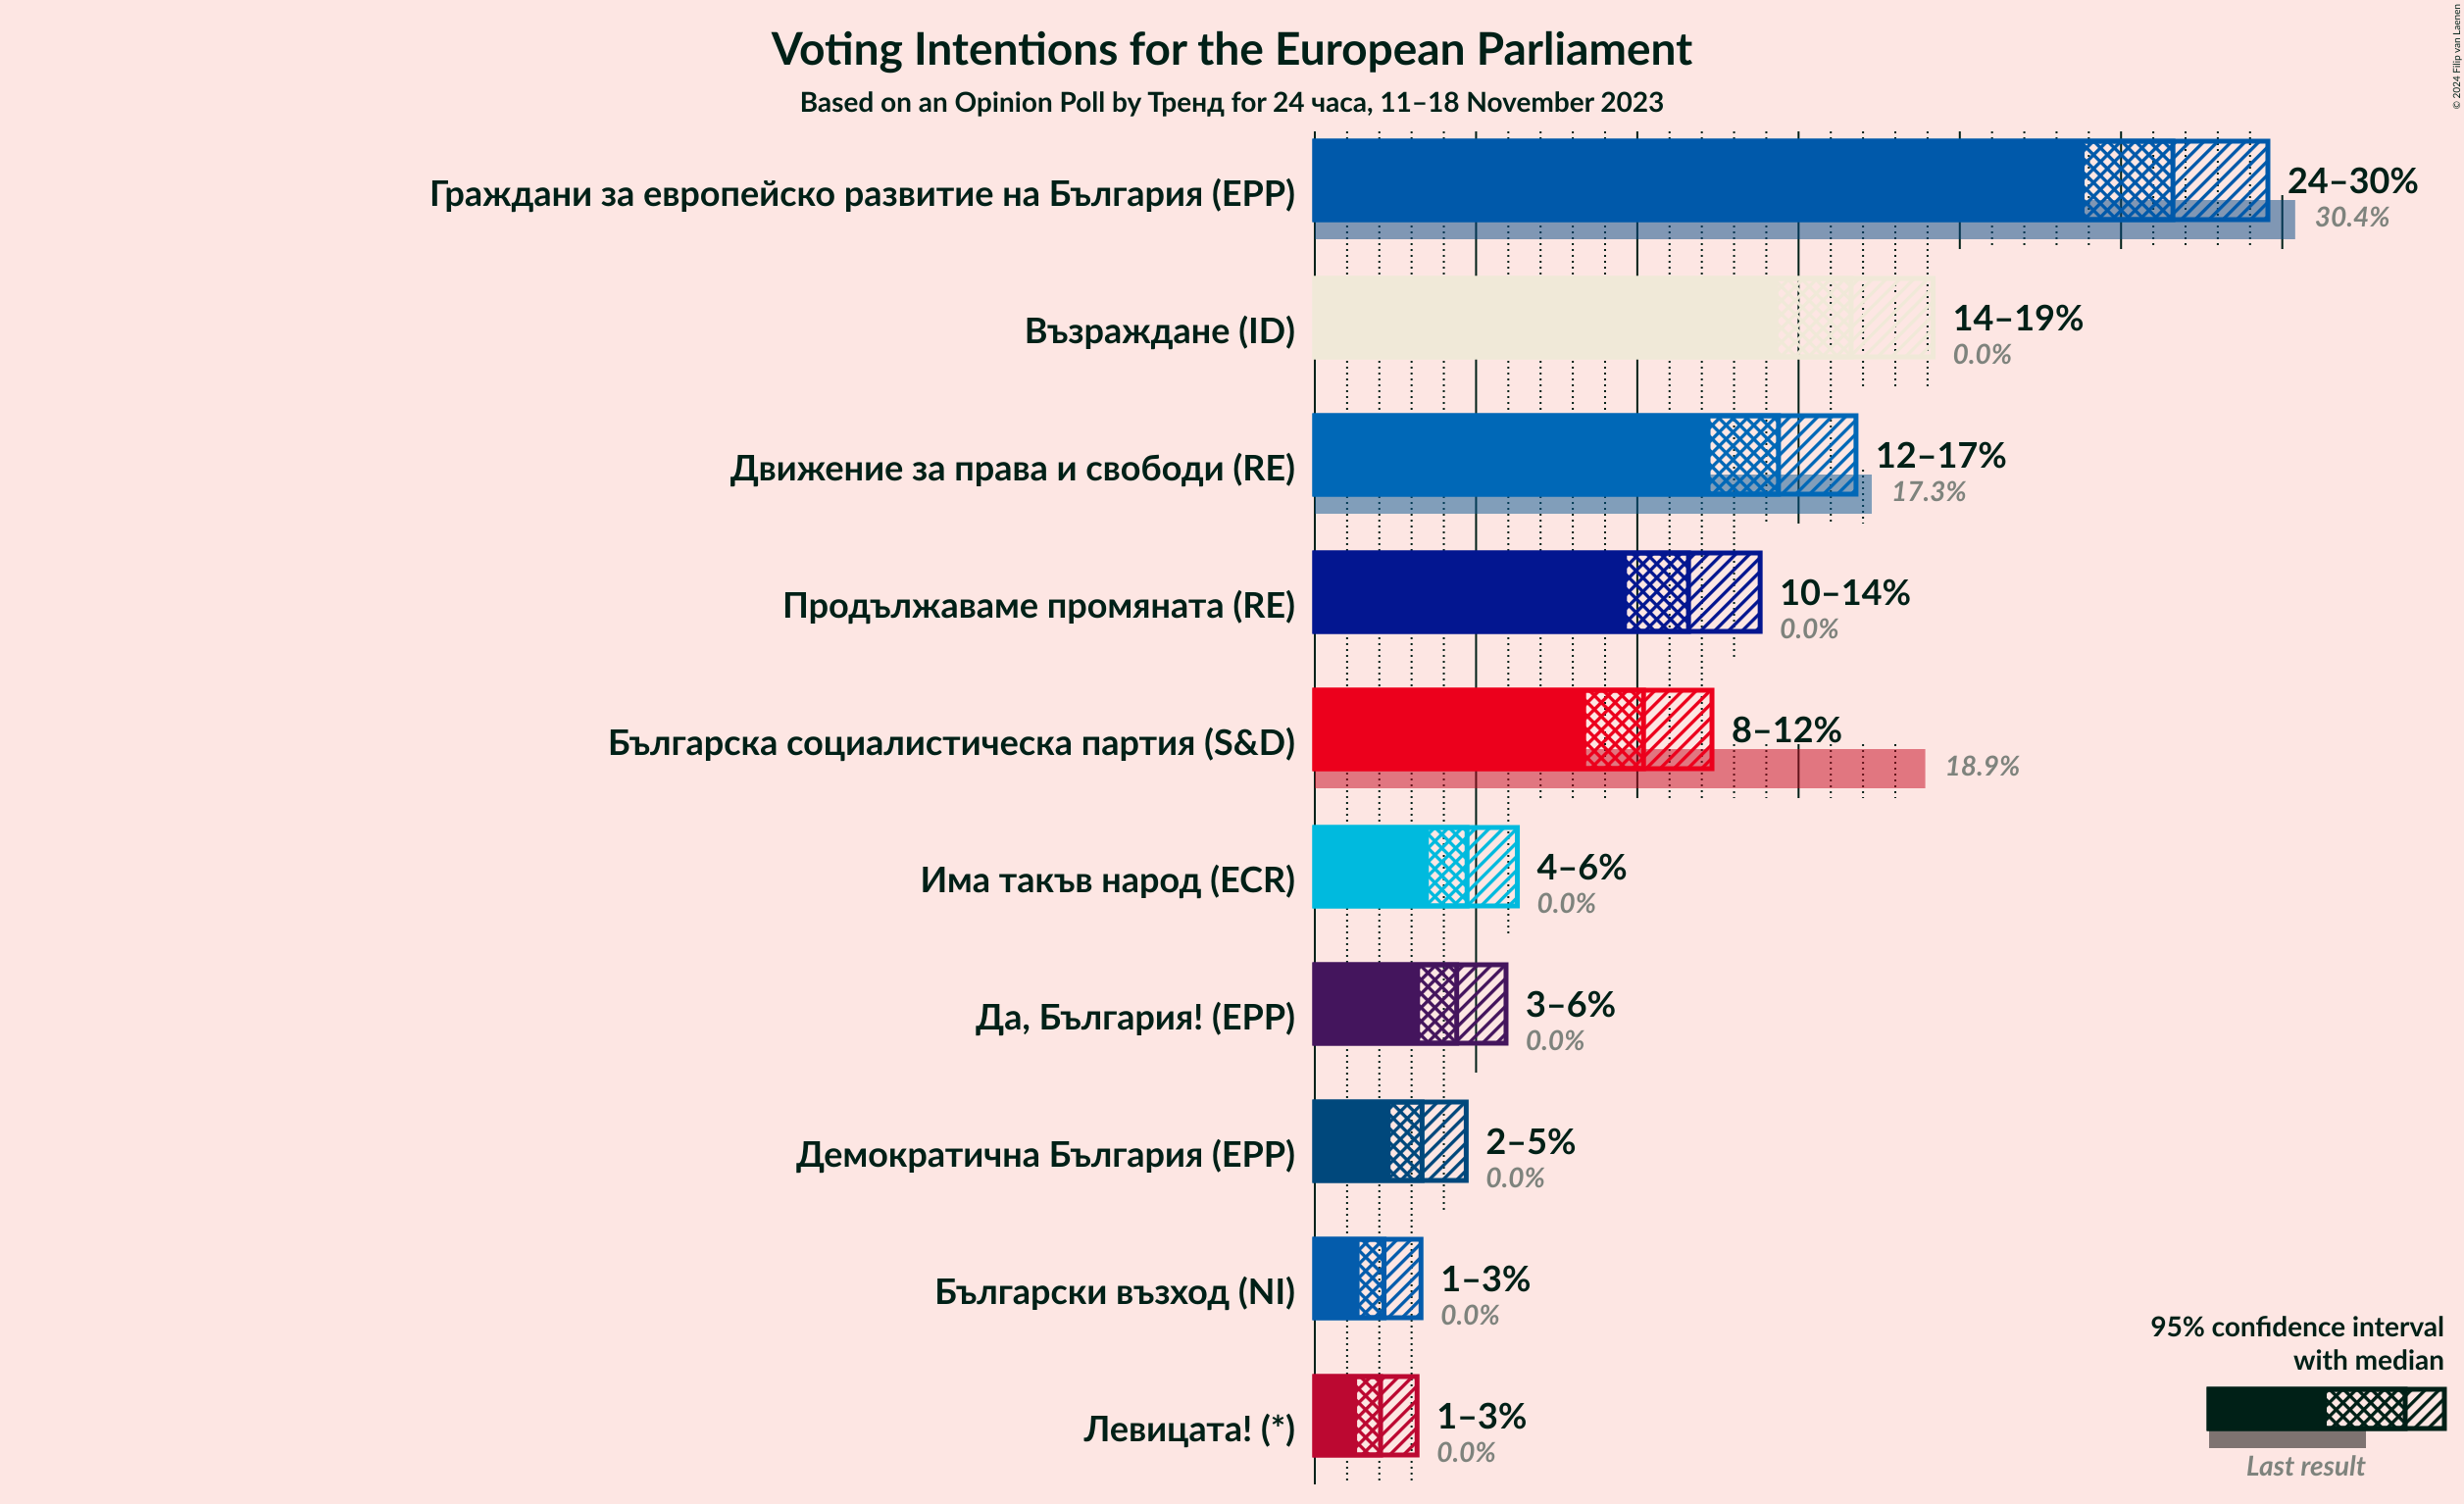 Voting Intentions for the European Parliament
Based on an Opinion Poll by Тренд for 24 часа, 11–18 November 2023
© 2024 Filip van Laenen
Граждани за европейско развитие на България (EPP)
24–30%
30.4%
Възраждане (ID)
14–19%
0.0%
Движение за права и свободи (RE)
12–17%
17.3%
Продължаваме промяната (RE)
10–14%
0.0%
Българска социалистическа партия (S&D)
8–12%
18.9%
Има такъв народ (ECR)
4–6%
0.0%
Да, България! (EPP)
3–6%
0.0%
Демократична България (EPP)
2–5%
0.0%
Български възход (NI)
1–3%
0.0%
Левицата! (*)
1–3%
0.0%
95% confidence interval
with median
Last result